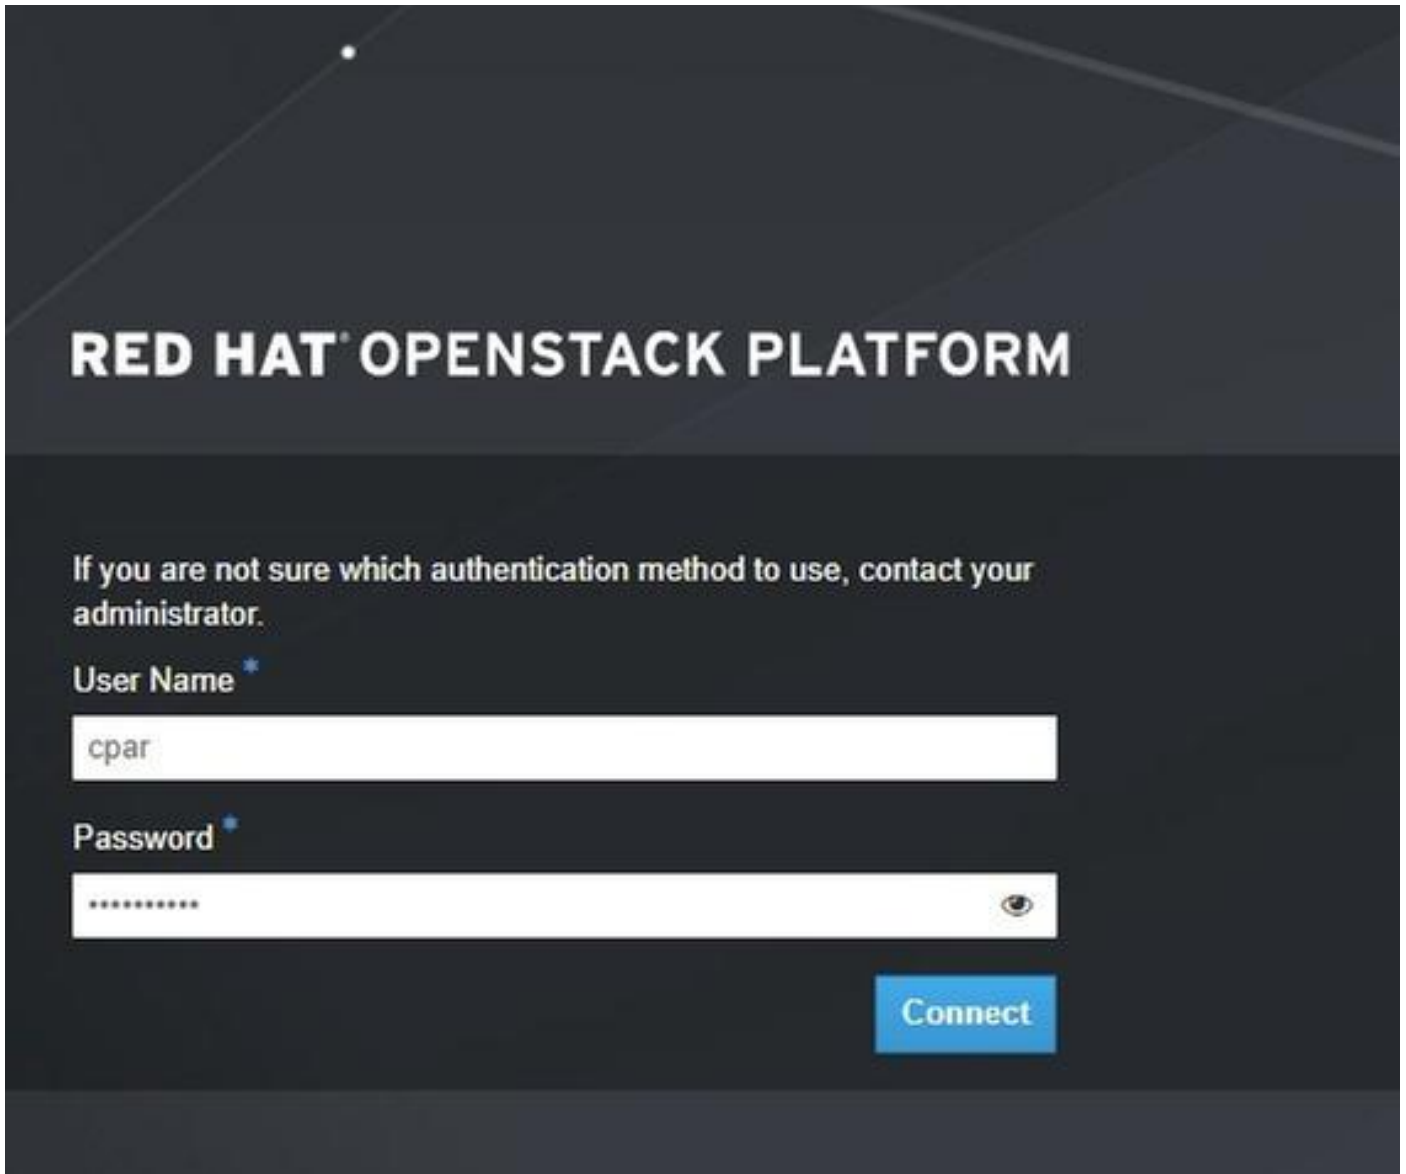 RED HAT® OPENSTACK PLATFORM
If you are not sure which authentication method to use, contact your
administrator.
User Name *
cpar
Password *
••••••••••
Connect